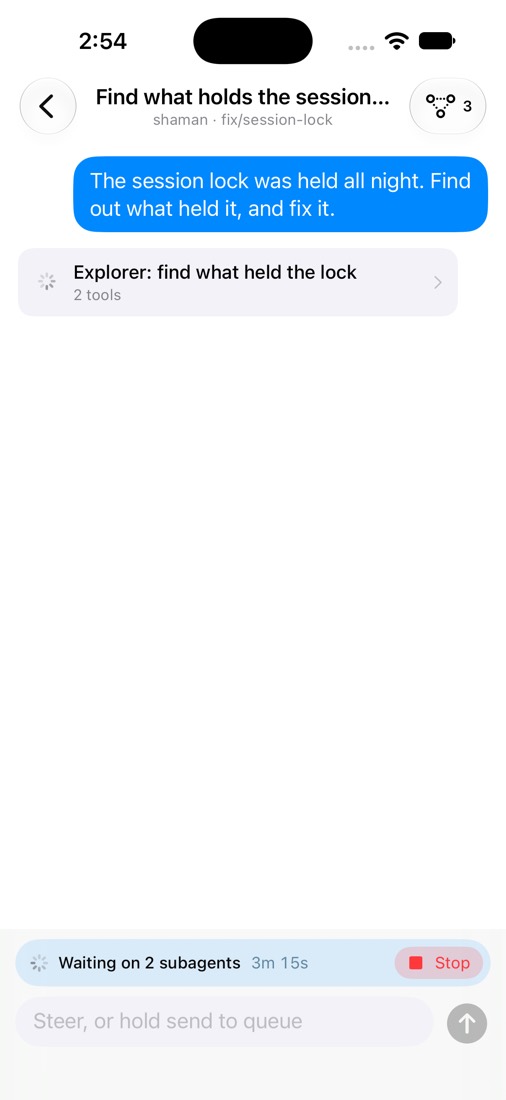 2:54
Find what holds the session...
shaman · fix/session-lock
3
The session lock was held all night. Find
out what held it, and fix it.
Explorer: find what held the lock
2 tools
Waiting on 2 subagents 3m 15s
Stop
Steer, or hold send to queue